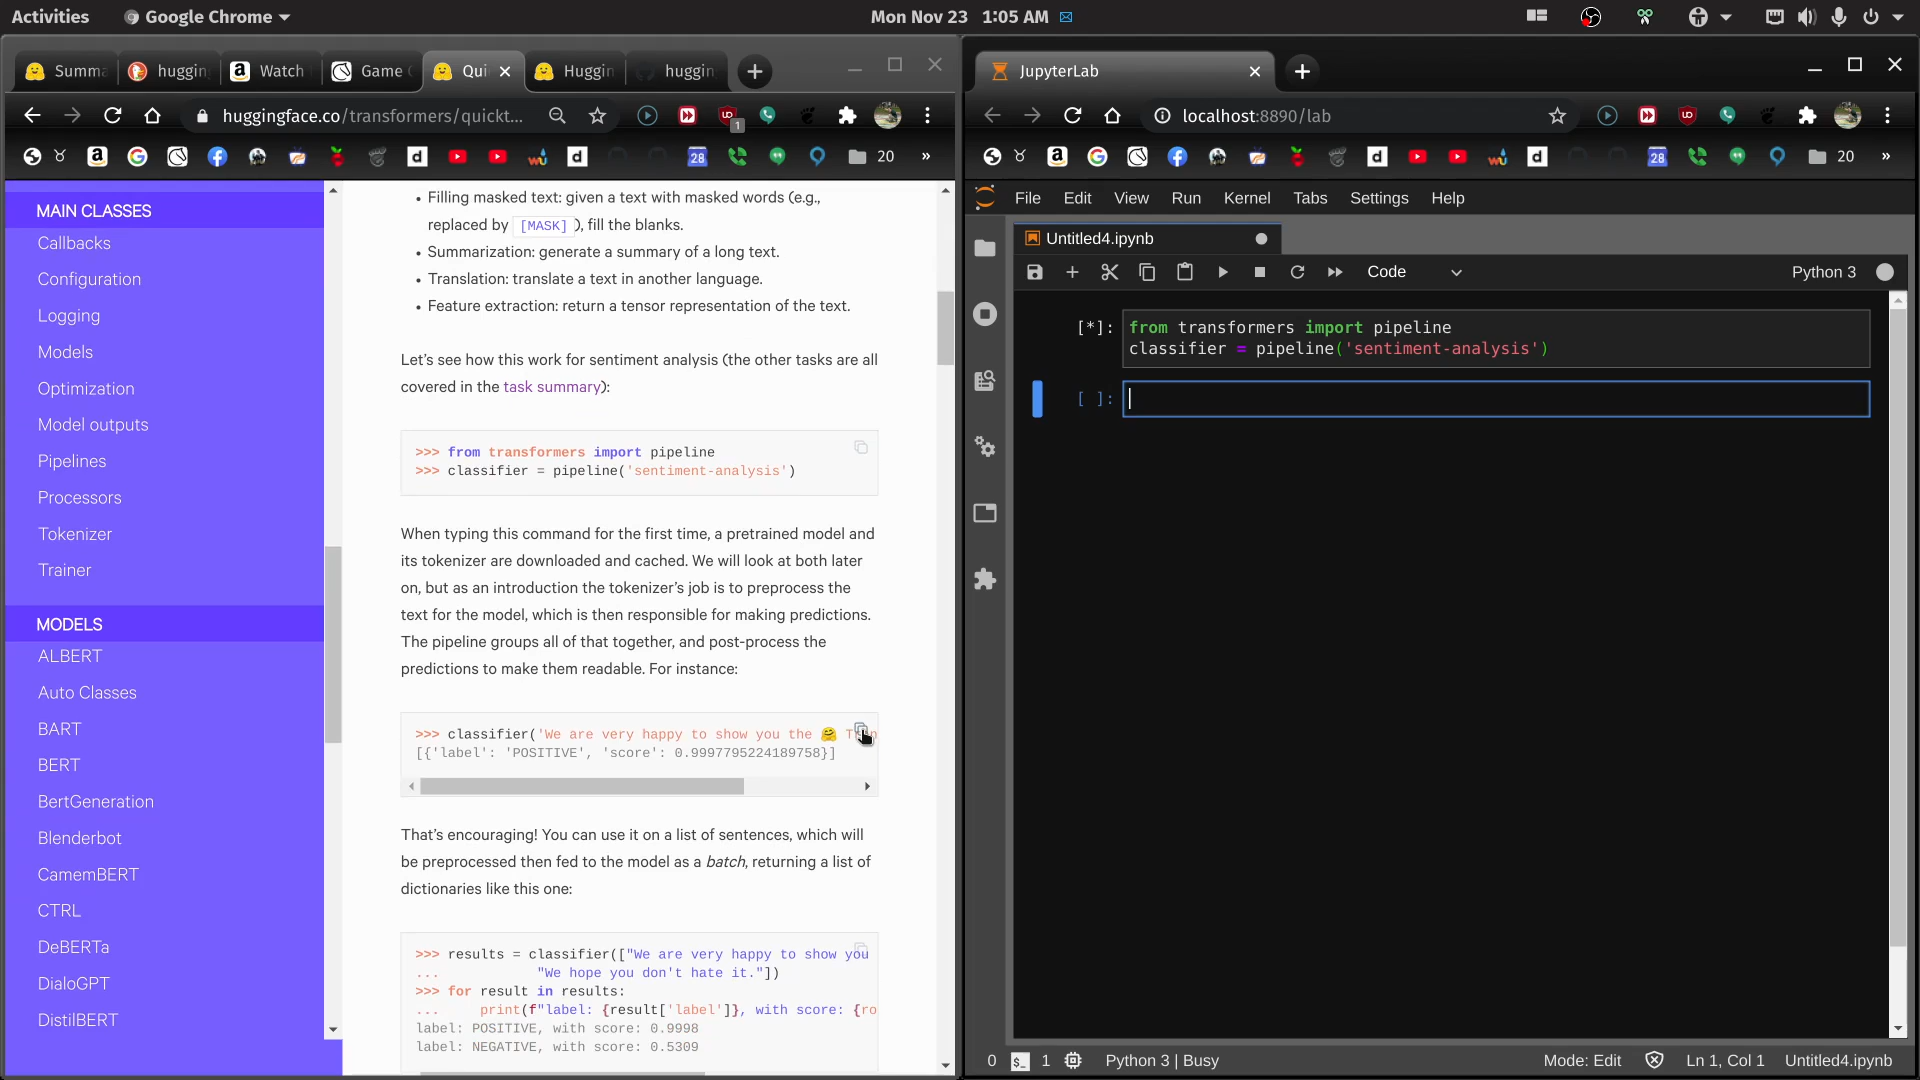 Activities
Google Chrome
Mon Nov 23 1:05 AM
Summa
huggin
Watch
Game
Qui
Huggin
huggin
huggingface.co/transformers/quickt...
1
28
20
»
MAIN CLASSES
Callbacks
Configuration
Logging
Models
Optimization
Model outputs
Pipelines
Processors
Tokenizer
Trainer
MODELS
ALBERT
Auto Classes
BART
BERT
BertGeneration
Blenderbot
CamemBERT
CTRL
DeBERTa
DialoGPT
DistilBERT
• Filling masked text: given a text with masked words (e.g.,
replaced by [MASK] ), fill the blanks.
• Summarization: generate a summary of a long text.
• Translation: translate a text in another language.
• Feature extraction: return a tensor representation of the text.
Let’s see how this work for sentiment analysis (the other tasks are all
covered in the task summary):
>>> from transformers import pipeline
>>> classifier = pipeline('sentiment-analysis')
When typing this command for the first time, a pretrained model and
its tokenizer are downloaded and cached. We will look at both later
on, but as an introduction the tokenizer’s job is to preprocess the
text for the model, which is then responsible for making predictions.
The pipeline groups all of that together, and post-process the
predictions to make them readable. For instance:
>>> classifier('We are very happy to show you the 🤗
[{'label': 'POSITIVE', 'score': 0.9997795224189758}]
That’s encouraging! You can use it on a list of sentences, which will
be preprocessed then fed to the model as a batch, returning a list of
dictionaries like this one:
>>> results = classifier(["We are very happy to show you
... "We hope you don't hate it."])
>>> for result in results:
... print(f"label: {result['label']}, with score: {ro
label: POSITIVE, with score: 0.9998
label: NEGATIVE, with score: 0.5309
JupyterLab
localhost:8890/lab
28
20
»
File Edit View Run Kernel Tabs Settings Help
Untitled4.ipynb
Code
Python 3
[*]: from transformers import pipeline
classifier = pipeline('sentiment-analysis')
[ ]:
0 1 Python 3 | Busy
Mode: Edit Ln 1, Col 1 Untitled4.ipynb